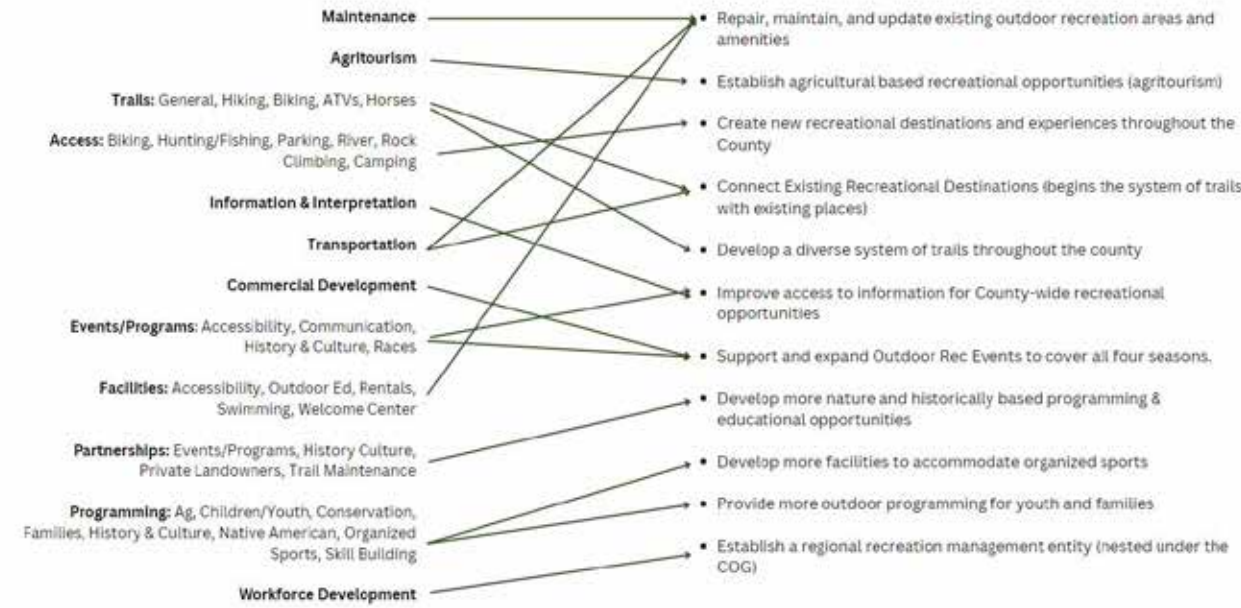 Maintenance
Agritourism
Trails: General, Hiking, Biking, ATVs, Horses
Access: Biking, Hunting/Fishing, Parking, River, Rock
Climbing, Camping
Information & Interpretation
Transportation
Commercial Development
Events/Programs: Accessibility, Communication,
History & Culture, Races
Facilities: Accessibility, Outdoor Ed, Rentals,
Swimming, Welcome Center
Partnerships: Events/Programs, History Culture,
Private Landowners, Trail Maintenance
Programming: Ag, Children/Youth, Conservation,
Families, History & Culture, Native American, Organized
Sports, Skill Building
Workforce Development
• Repair, maintain, and update existing outdoor recreation areas and
amenities
• Establish agricultural based recreational opportunities (agritourism)
• Create new recreational destinations and experiences throughout the
County
• Connect Existing Recreational Destinations (begins the system of trails
with existing places)
• Develop a diverse system of trails throughout the county
• Improve access to information for County-wide recreational
opportunities
• Support and expand Outdoor Rec Events to cover all four seasons.
• Develop more nature and historically based programming &
educational opportunities
• Develop more facilities to accommodate organized sports
• Provide more outdoor programming for youth and families
• Establish a regional recreation management entity (nested under the
COG)